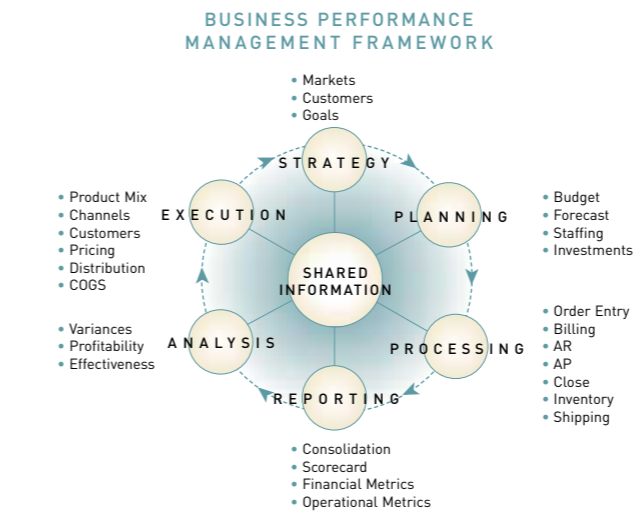 BUSINESS PERFORMANCE
MANAGEMENT FRAMEWORK
• Markets
• Customers
• Goals
STRATEGY
• Product Mix
• Channels
• Customers
• Pricing
• Distribution
• COGS
EXECUTION
PLANNING
• Budget
• Forecast
• Staffing
• Investments
SHARED
INFORMATION
• Variances
• Profitability
• Effectiveness
ANALYSIS
PROCESSING
• Order Entry
• Billing
• AR
• AP
• Close
• Inventory
• Shipping
REPORTING
• Consolidation
• Scorecard
• Financial Metrics
• Operational Metrics